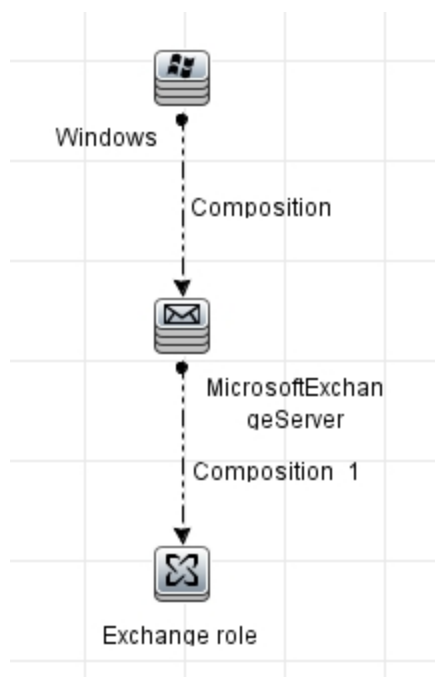 Windows
Composition
MicrosoftExchan
geServer
Composition 1
Exchange role